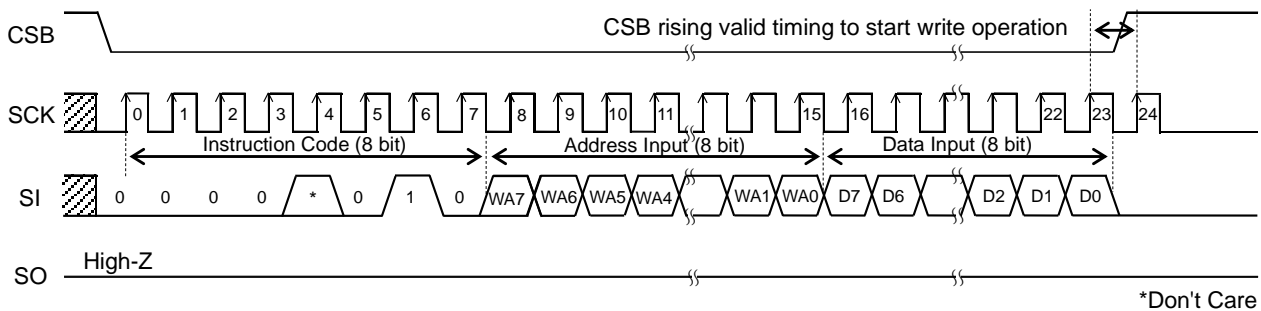 CSB
CSB rising valid timing to start write operation
SCK
0 1 2 3 4 5 6 7 8 9 10 11 15 16 22 23 24
Instruction Code (8 bit) Address Input (8 bit) Data Input (8 bit)
SI
0 0 0 0 * 0 1 0 WA7 WA6 WA5 WA4 WA1 WA0 D7 D6 D2 D1 D0
SO
High-Z
*Don't Care